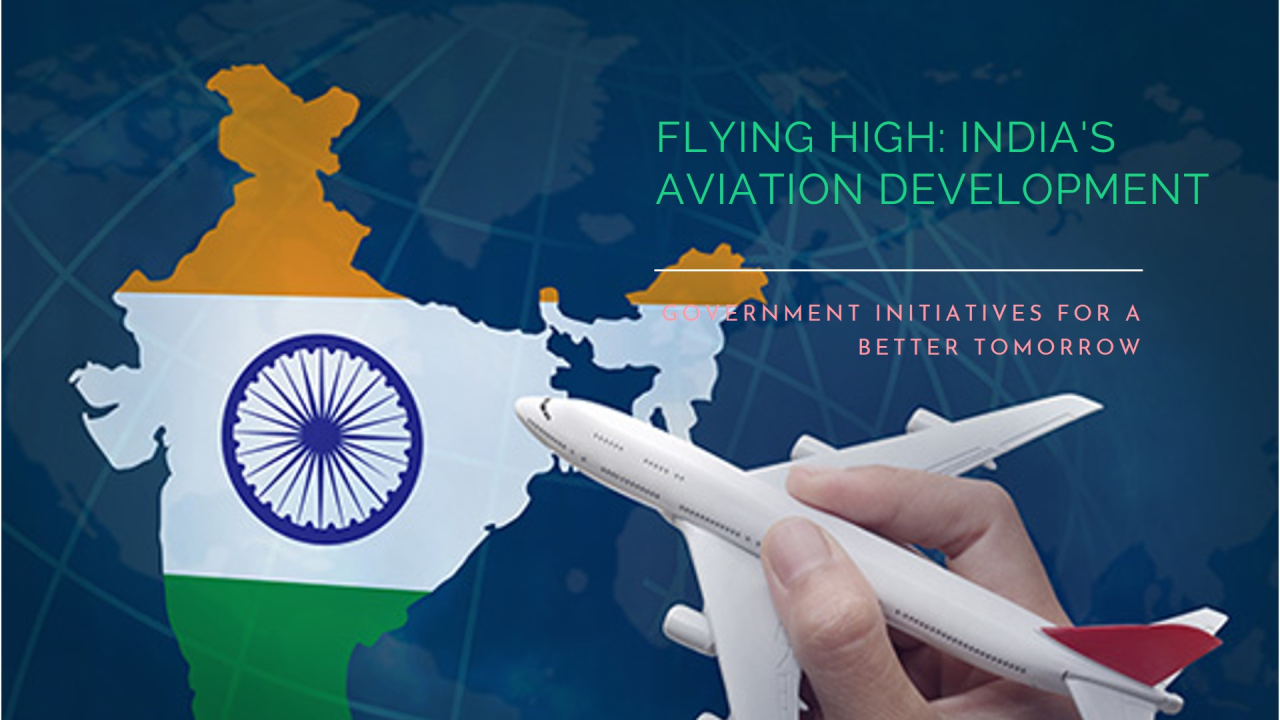 FLYING HIGH: INDIA'S
AVIATION DEVELOPMENT
GOVERNMENT INITIATIVES FOR A
BETTER TOMORROW